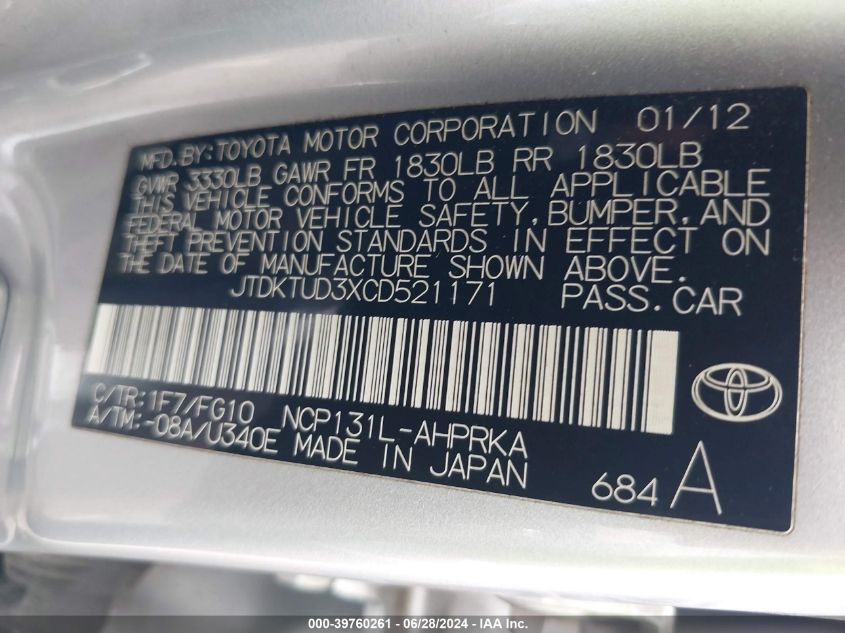 MFD.BY:TOYOTA MOTOR CORPORATION 01/12
GVWR 3330LB GAWR FR 1830LB RR 1830LB
THIS VEHICLE CONFORMS TO ALL APPLICABLE
FEDERAL MOTOR VEHICLE SAFETY, BUMPER, AND
THEFT PREVENTION STANDARDS IN EFFECT ON
THE DATE OF MANUFACTURE SHOWN ABOVE.
JTDKTUD3XCD521171 PASS.CAR
C/TR:1F7/FG10 NCP131L-AHPRKA
A/TM:-08A/U340E MADE IN JAPAN
684 A
000-39760261 - 06/28/2024 - IAA Inc.